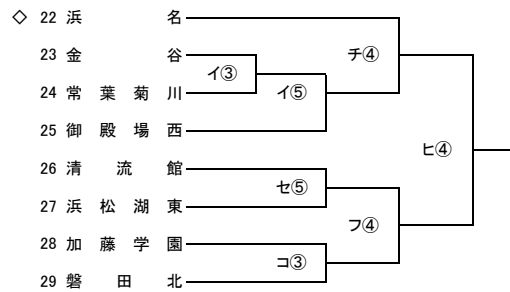 ◇ 22 浜名
チ④
23 金谷
イ③
24 常葉菊川
イ⑤
25 御殿場西
ヒ④
26 清流館
セ⑤
27 浜松湖東
フ④
28 加藤学園
コ③
29 磐田北